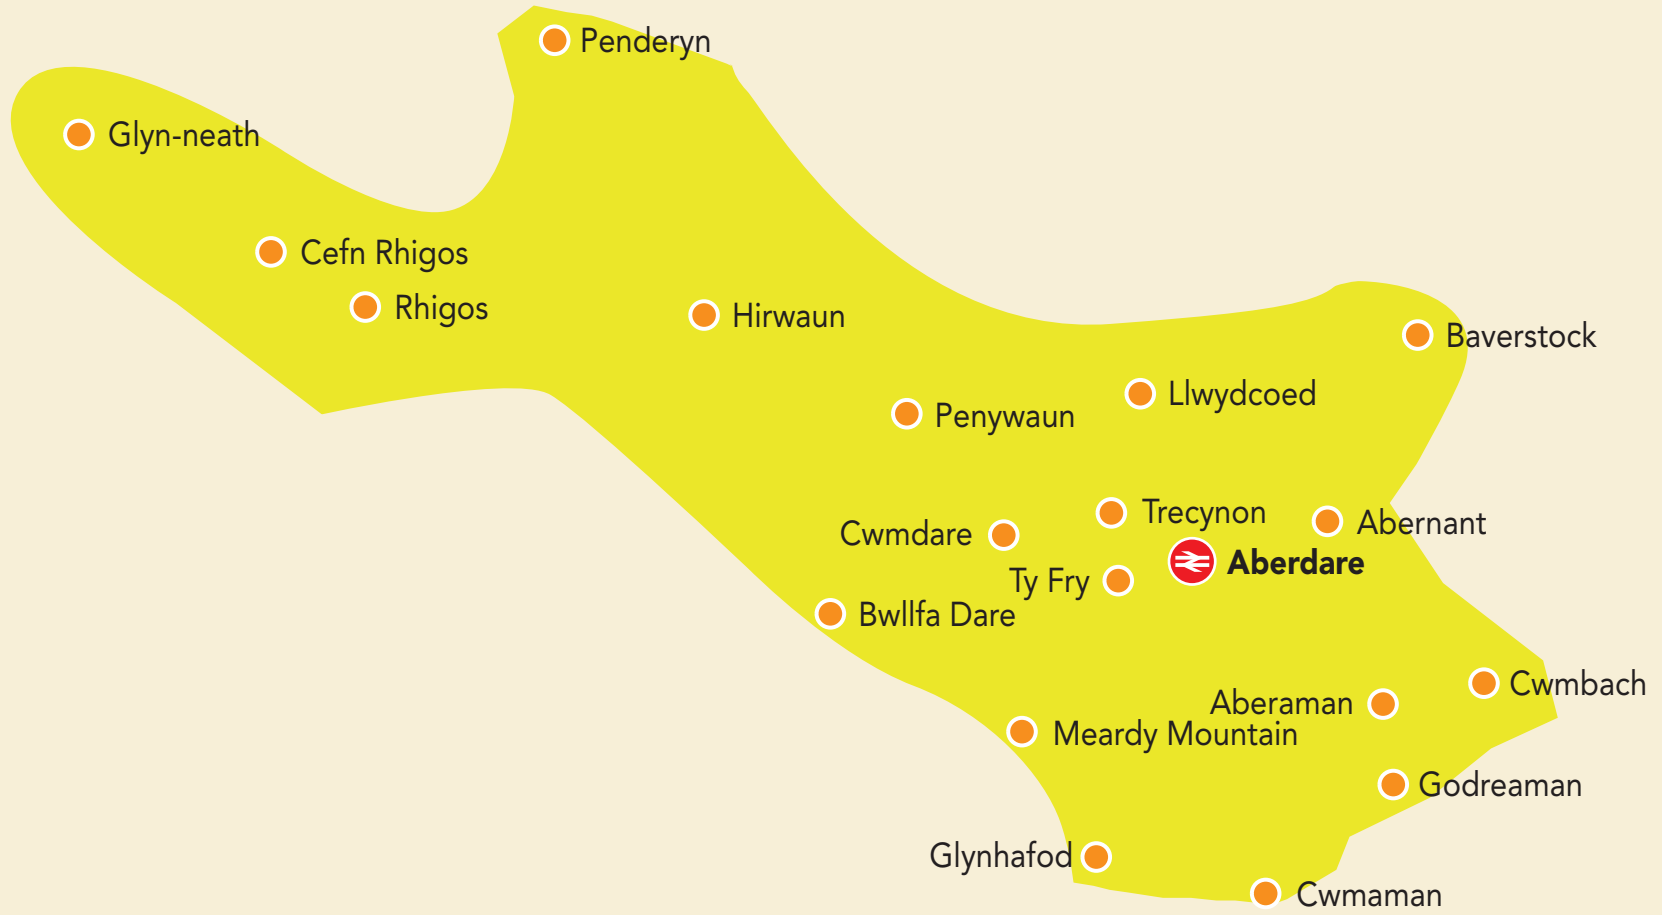 Penderyn
Glyn-neath
Cefn Rhigos
Rhigos
Hirwaun
Baverstock
Llwydcoed
Penywaun
Trecynon
Abernant
Cwmdare
Aberdare
Ty Fry
Bwllfa Dare
Cwmbach
Aberaman
Meardy Mountain
Godreaman
Glynhafod
Cwmaman